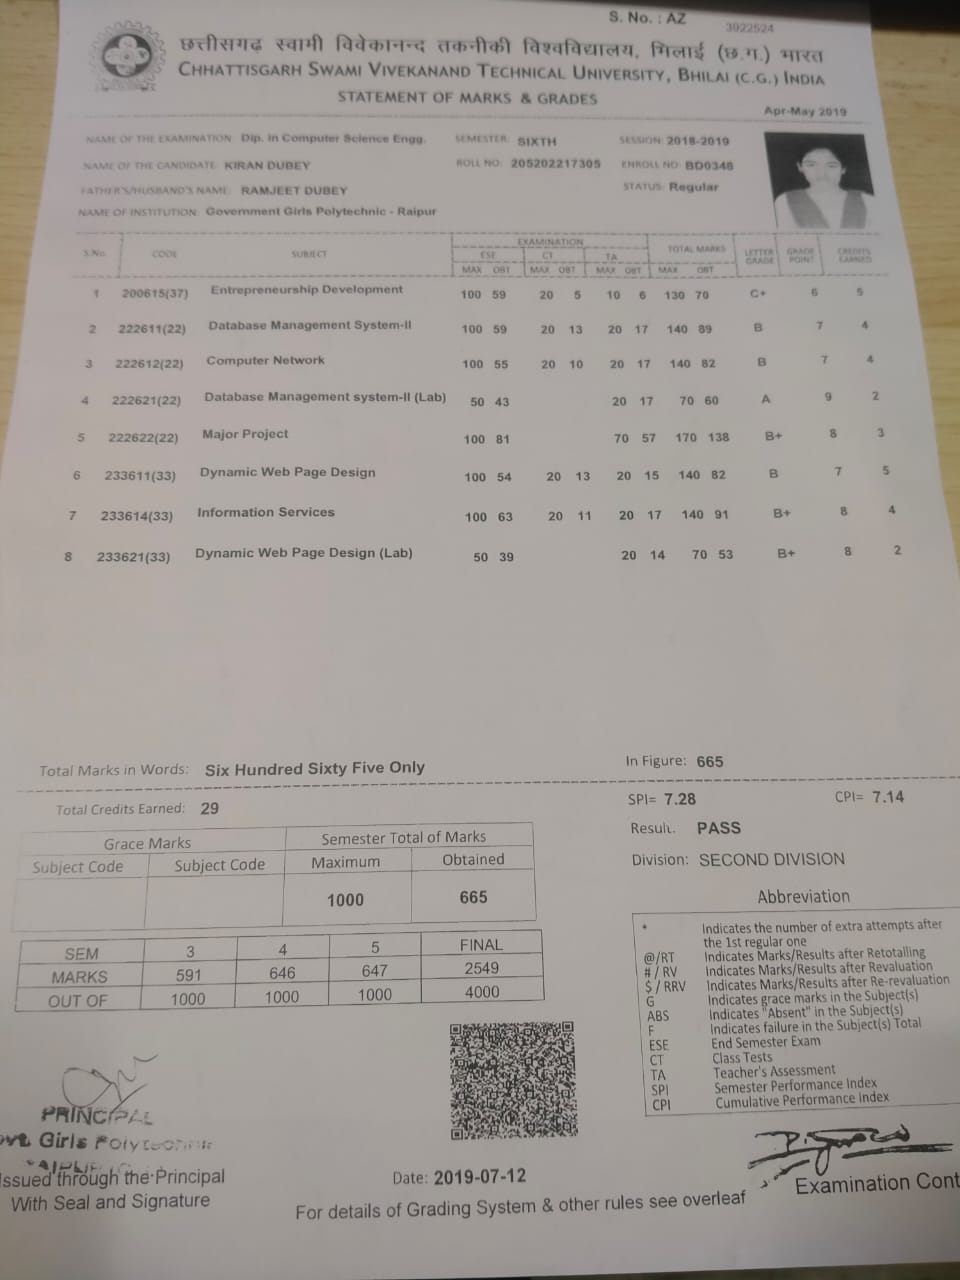 S. No. : AZ 3922524
छत्तीसगढ़ स्वामी विवेकानन्द तकनीकी विश्वविद्यालय, भिलाई (छ.ग.) भारत
CHHATTISGARH SWAMI VIVEKANAND TECHNICAL UNIVERSITY, BHILAI (C.G.) INDIA
STATEMENT OF MARKS & GRADES
Apr-May 2019
NAME OF THE EXAMINATION: Dip. in Computer Science Engg. SEMESTER: SIXTH SESSION: 2018-2019
NAME OF THE CANDIDATE: KIRAN DUBEY ROLL NO: 205202217305 ENROLL NO: BD0348
FATHER'S/HUSBAND'S NAME: RAMJEET DUBEY STATUS: Regular
NAME OF INSTITUTION: Government Girls Polytechnic - Raipur
S.No. CODE SUBJECT EXAMINATION TOTAL MARKS LETTER GRADE GRADE POINT CREDITS EARNED
ESE CT TA
MAX OBT MAX OBT MAX OBT MAX OBT
1 200615(37) Entrepreneurship Development 100 59 20 5 10 6 130 70 C+ 6 5
2 222611(22) Database Management System-II 100 59 20 13 20 17 140 89 B 7 4
3 222612(22) Computer Network 100 55 20 10 20 17 140 82 B 7 4
4 222621(22) Database Management system-II (Lab) 50 43 20 17 70 60 A 9 2
5 222622(22) Major Project 100 81 70 57 170 138 B+ 8 3
6 233611(33) Dynamic Web Page Design 100 54 20 13 20 15 140 82 B 7 5
7 233614(33) Information Services 100 63 20 11 20 17 140 91 B+ 8 4
8 233621(33) Dynamic Web Page Design (Lab) 50 39 20 14 70 53 B+ 8 2
Total Marks in Words: Six Hundred Sixty Five Only In Figure: 665
Total Credits Earned: 29 SPI= 7.28 CPI= 7.14
Result. PASS
Division: SECOND DIVISION
Grace Marks Semester Total of Marks
Subject Code Subject Code Maximum Obtained
1000 665
SEM 3 4 5 FINAL
MARKS 591 646 647 2549
OUT OF 1000 1000 1000 4000
Abbreviation
* Indicates the number of extra attempts after
the 1st regular one
@/RT Indicates Marks/Results after Retotalling
# / RV Indicates Marks/Results after Revaluation
$ / RRV Indicates Marks/Results after Re-revaluation
G Indicates grace marks in the Subject(s)
ABS Indicates "Absent" in the Subject(s)
F Indicates failure in the Subject(s) Total
ESE End Semester Exam
CT Class Tests
TA Teacher's Assessment
SPI Semester Performance Index
CPI Cumulative Performance Index
PRINCIPAL
ovt. Girls Polytechnic
Issued through the Principal
With Seal and Signature
Date: 2019-07-12
Examination Cont
For details of Grading System & other rules see overleaf